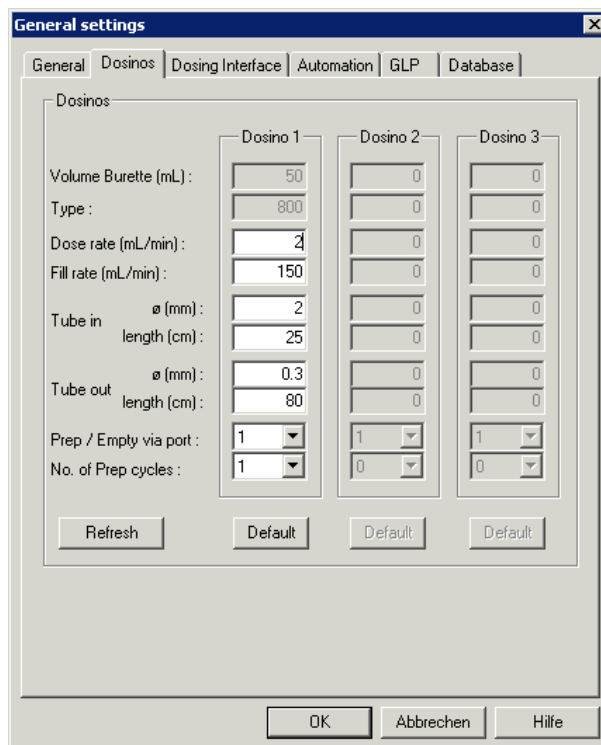 General settings
General Dosinos Dosing Interface Automation GLP Database
Dosinos
Dosino 1 Dosino 2 Dosino 3
Volume Burette (mL) : 50 0 0
Type : 800 0 0
Dose rate (mL/min) : 2 0 0
Fill rate (mL/min) : 150 0 0
Tube in ø (mm) : 2 0 0
length (cm) : 25 0 0
Tube out ø (mm) : 0.3 0 0
length (cm) : 80 0 0
Prep / Empty via port : 1 1 1
No. of Prep cycles : 1 0 0
Refresh Default Default Default
OK Abbrechen Hilfe